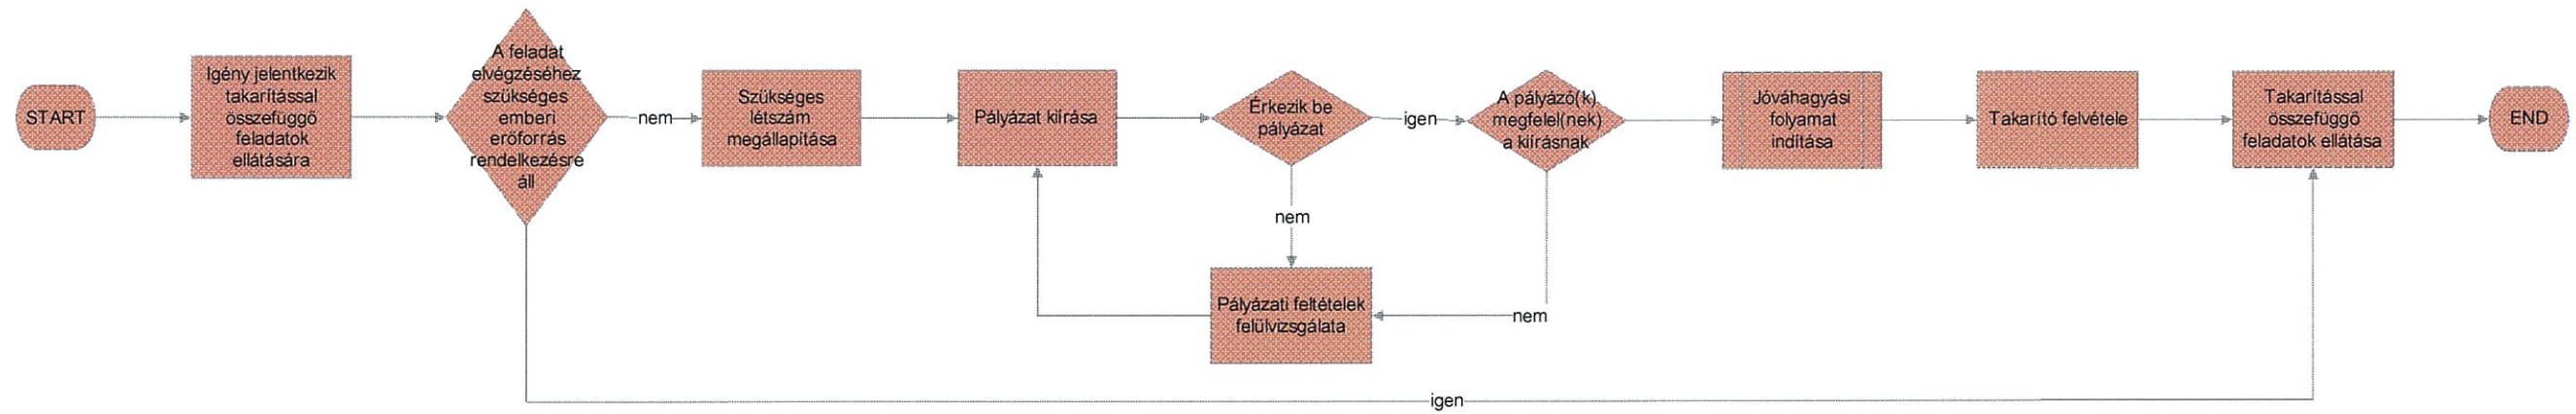 START
Igény jelentkezik
takarítással
összefüggő
feladatok
ellátására
A feladat
elvégzéséhez
szükséges
emberi
erőforrás
rendelkezésre
áll
nem
Szükséges
létszám
megállapítása
Pályázat kiírása
Érkezik be
pályázat
igen
A pályázó(k)
megfelel(nek)
a kiírásnak
Jóváhagyási
folyamat
indítása
Takarító felvétele
Takarítással
összefüggő
feladatok ellátása
END
nem
Pályázati feltételek
felülvizsgálata
nem
igen